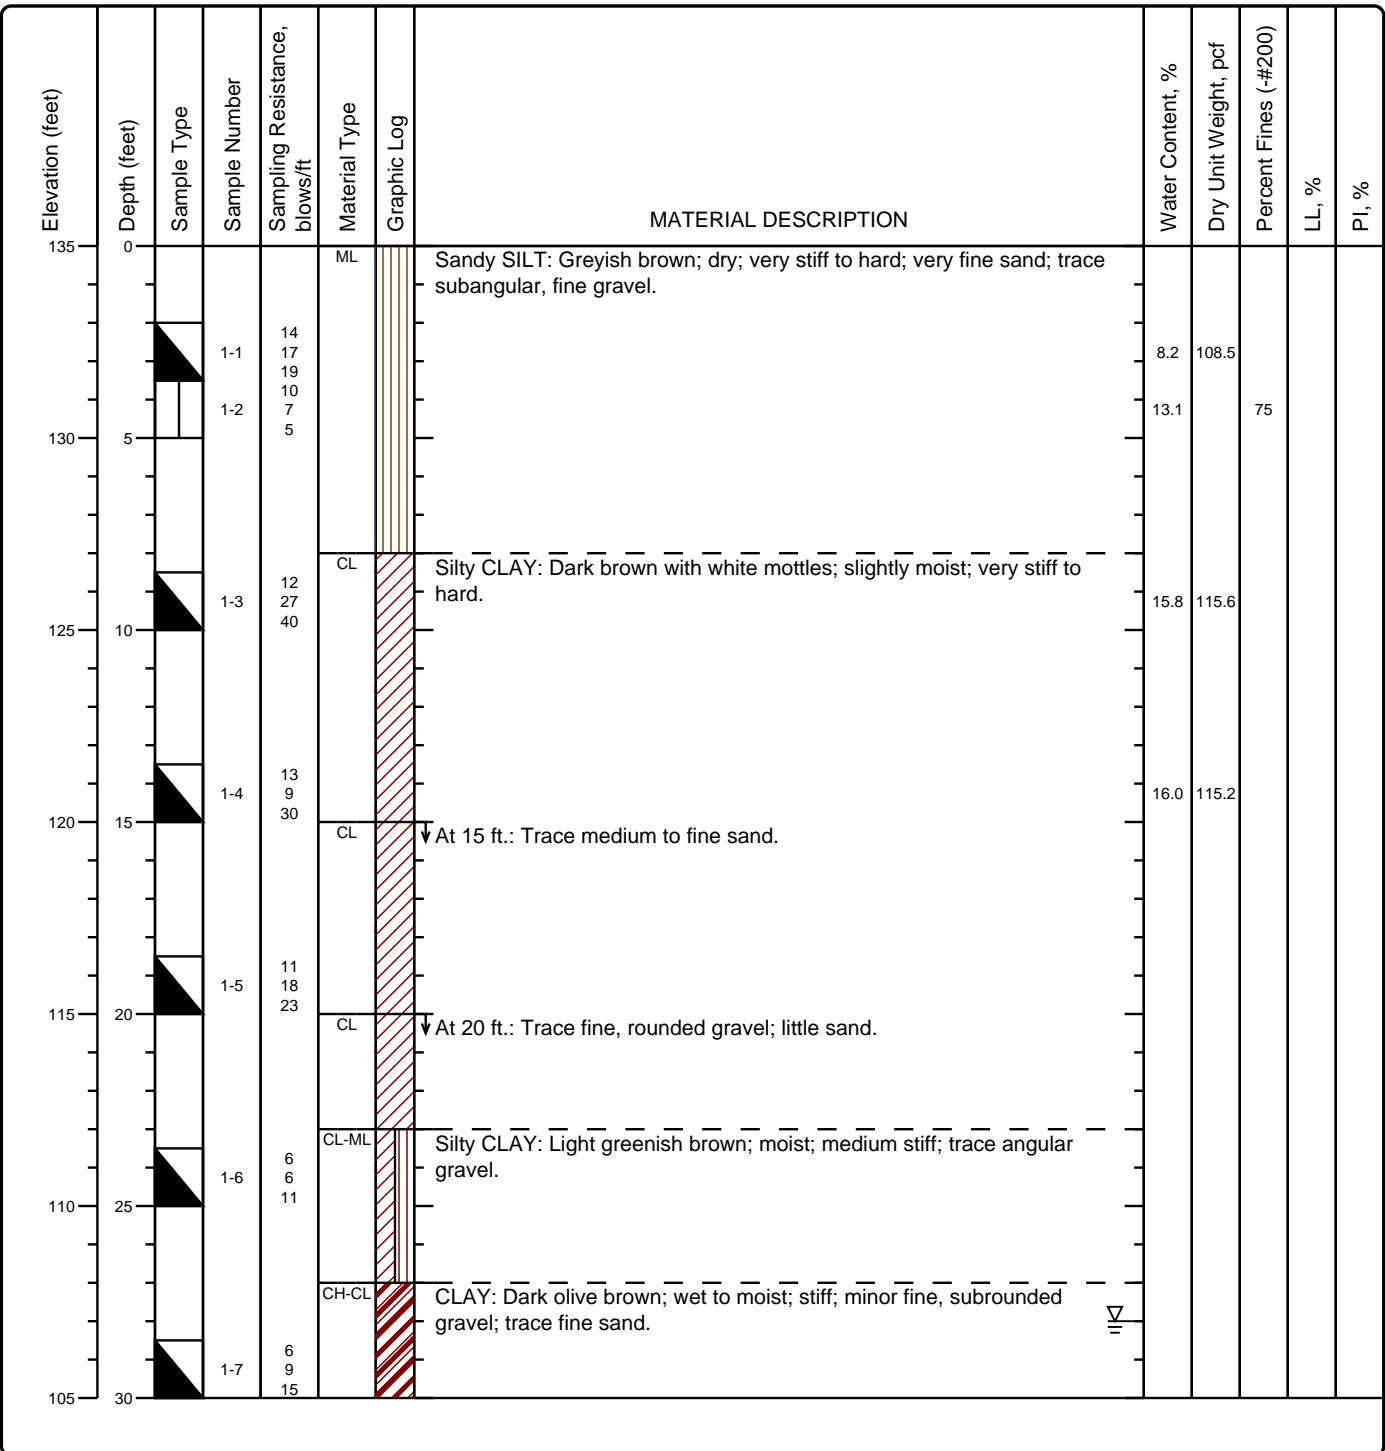 Elevation (feet)
Depth (feet)
Sample Type
Sample Number
Sampling Resistance,
blows/ft
Material Type
Graphic Log
MATERIAL DESCRIPTION
Water Content, %
Dry Unit Weight, pcf
Percent Fines (-#200)
LL, %
PI, %
135 0
ML Sandy SILT: Greyish brown; dry; very stiff to hard; very fine sand; trace
subangular, fine gravel.
14
1-1 17 8.2 108.5
19
10
1-2 7 13.1 75
5
130 5
CL Silty CLAY: Dark brown with white mottles; slightly moist; very stiff to
hard.
12
1-3 27 15.8 115.6
40
125 10
13
1-4 9 16.0 115.2
30
120 15
CL At 15 ft.: Trace medium to fine sand.
11
1-5 18
23
115 20
CL At 20 ft.: Trace fine, rounded gravel; little sand.
CL-ML Silty CLAY: Light greenish brown; moist; medium stiff; trace angular
gravel.
6
1-6 6
11
110 25
CH-CL CLAY: Dark olive brown; wet to moist; stiff; minor fine, subrounded
gravel; trace fine sand.
6
1-7 9
15
105 30